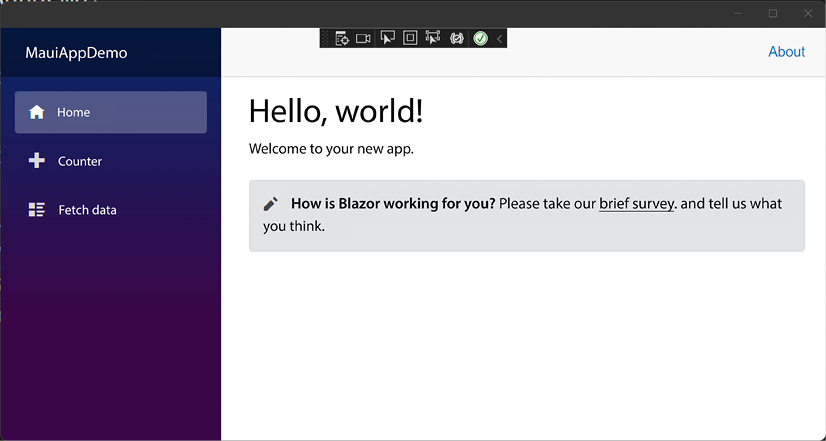 MauiAppDemo
About
Home
Counter
Fetch data
Hello, world!
Welcome to your new app.
How is Blazor working for you? Please take our brief survey. and tell us what
you think.